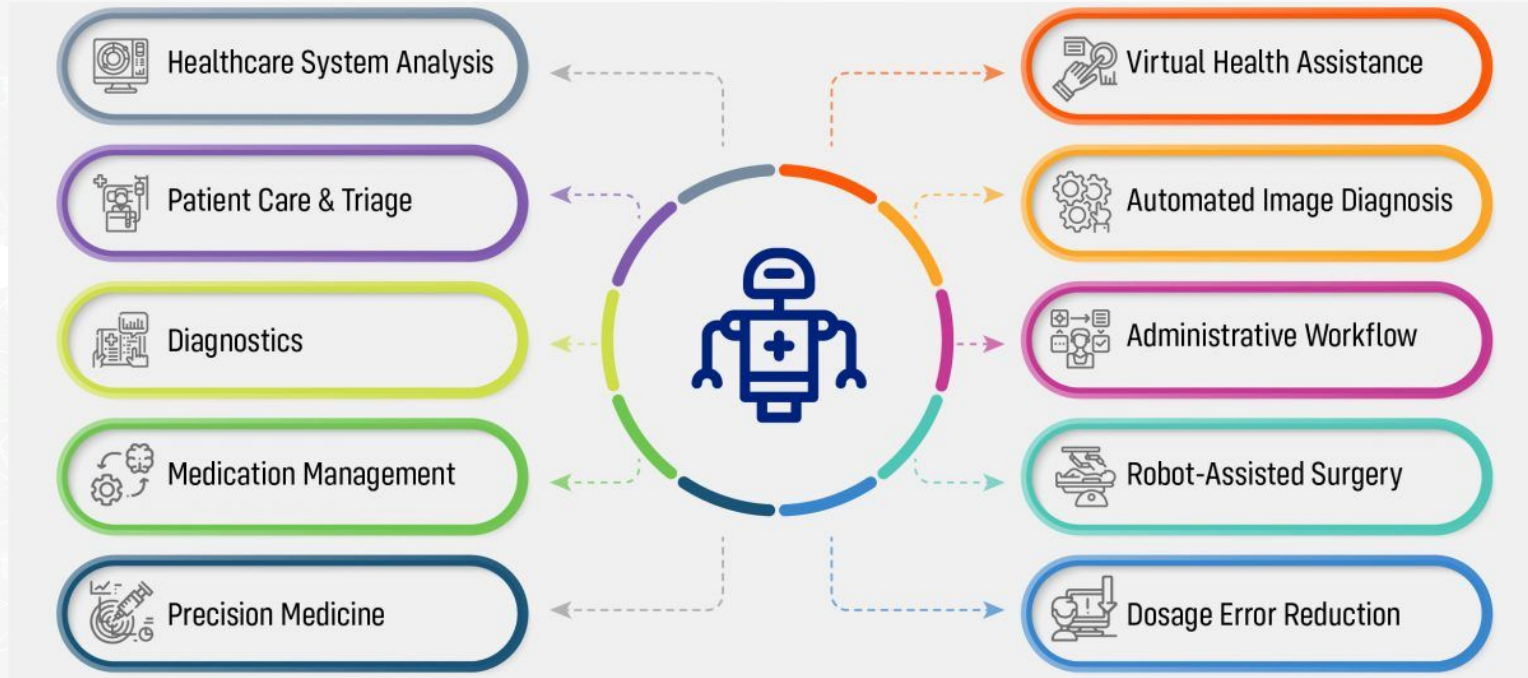 Healthcare System Analysis
Patient Care & Triage
Diagnostics
Medication Management
Precision Medicine
Virtual Health Assistance
Automated Image Diagnosis
Administrative Workflow
Robot-Assisted Surgery
Dosage Error Reduction